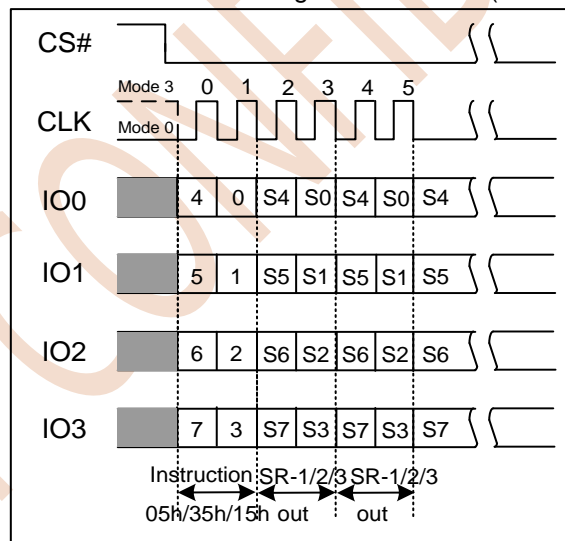 CS#
Mode 3 0 1 2 3 4 5
CLK
Mode 0
IO0 4 0 S4 S0 S4 S0 S4
IO1 5 1 S5 S1 S5 S1 S5
IO2 6 2 S6 S2 S6 S2 S6
IO3 7 3 S7 S3 S7 S3 S7
Instruction SR-1/2/3 SR-1/2/3
05h/35h/15h out out